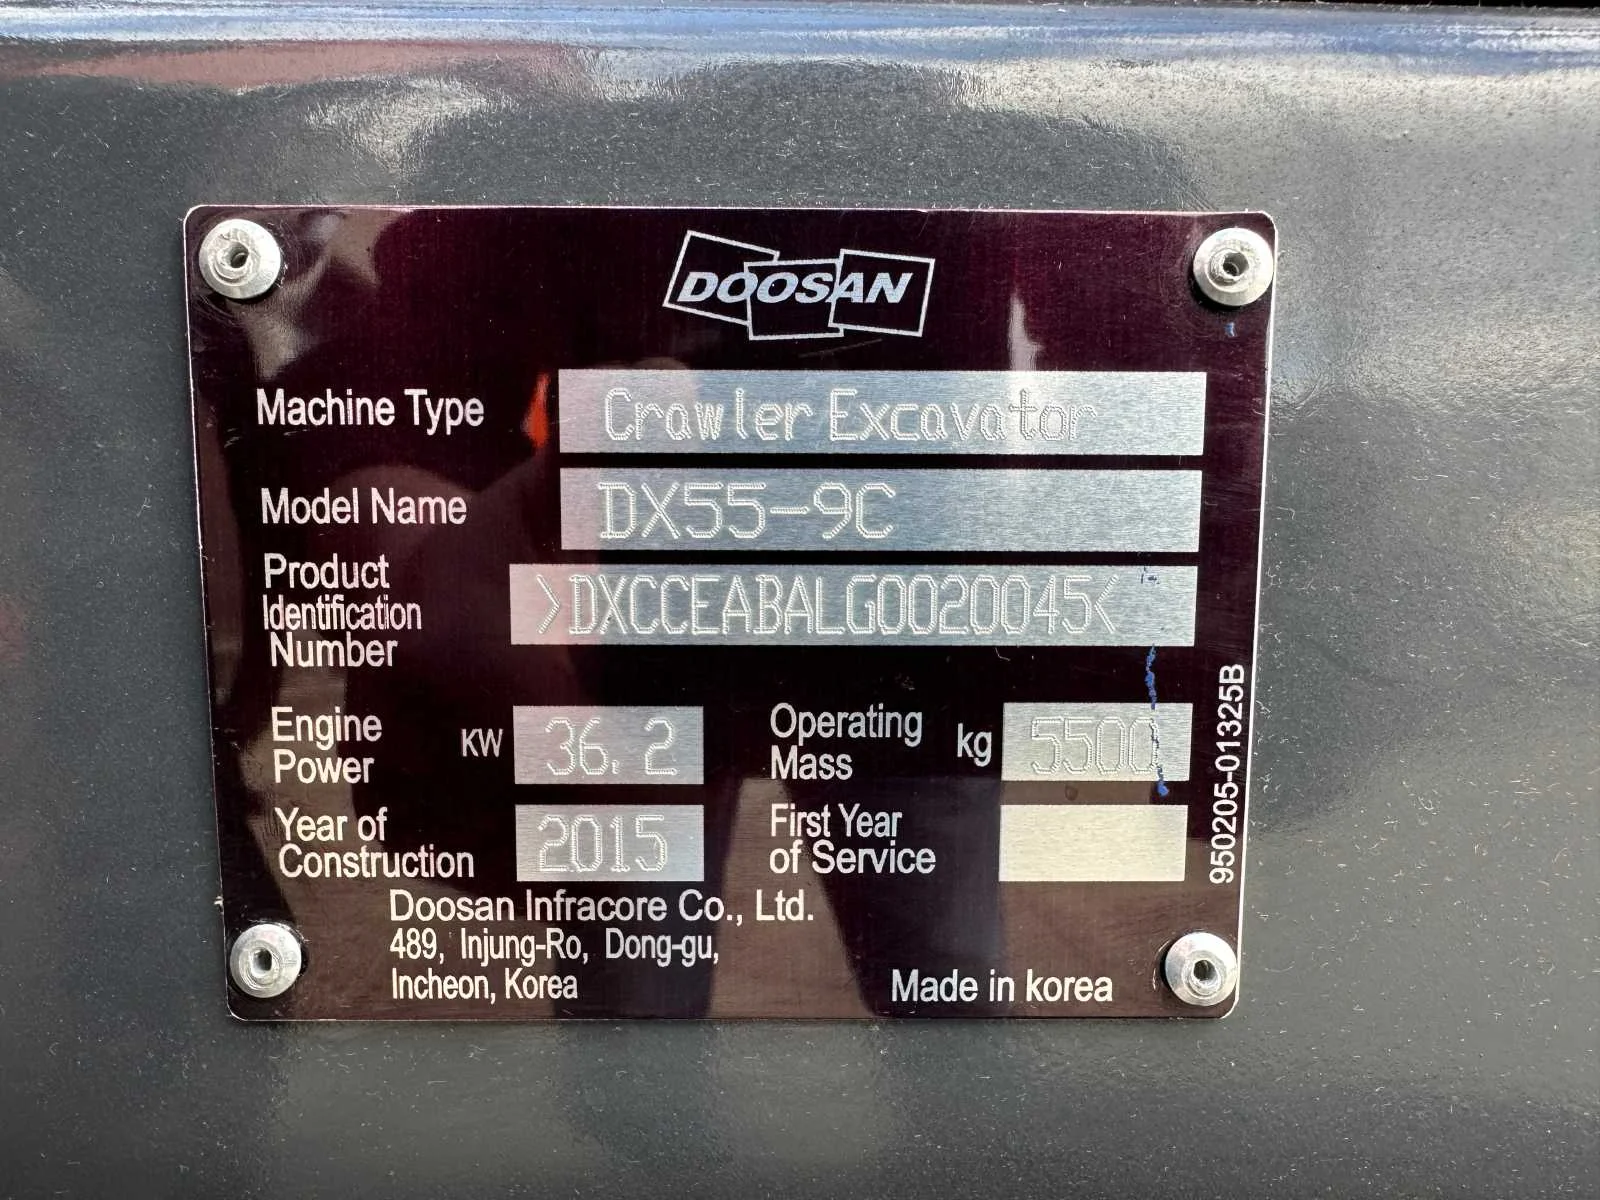 DOOSAN
Machine Type Crawler Excavator
Model Name DX55-9C
Product
Identification
Number
>DXCCEABALG0020045<
Engine
Power
KW 36.2
Operating
Mass
kg 5500
Year of
Construction
2015
First Year
of Service
Doosan Infracore Co., Ltd.
489, Injung-Ro, Dong-gu,
Incheon, Korea
Made in korea
950205-01325B